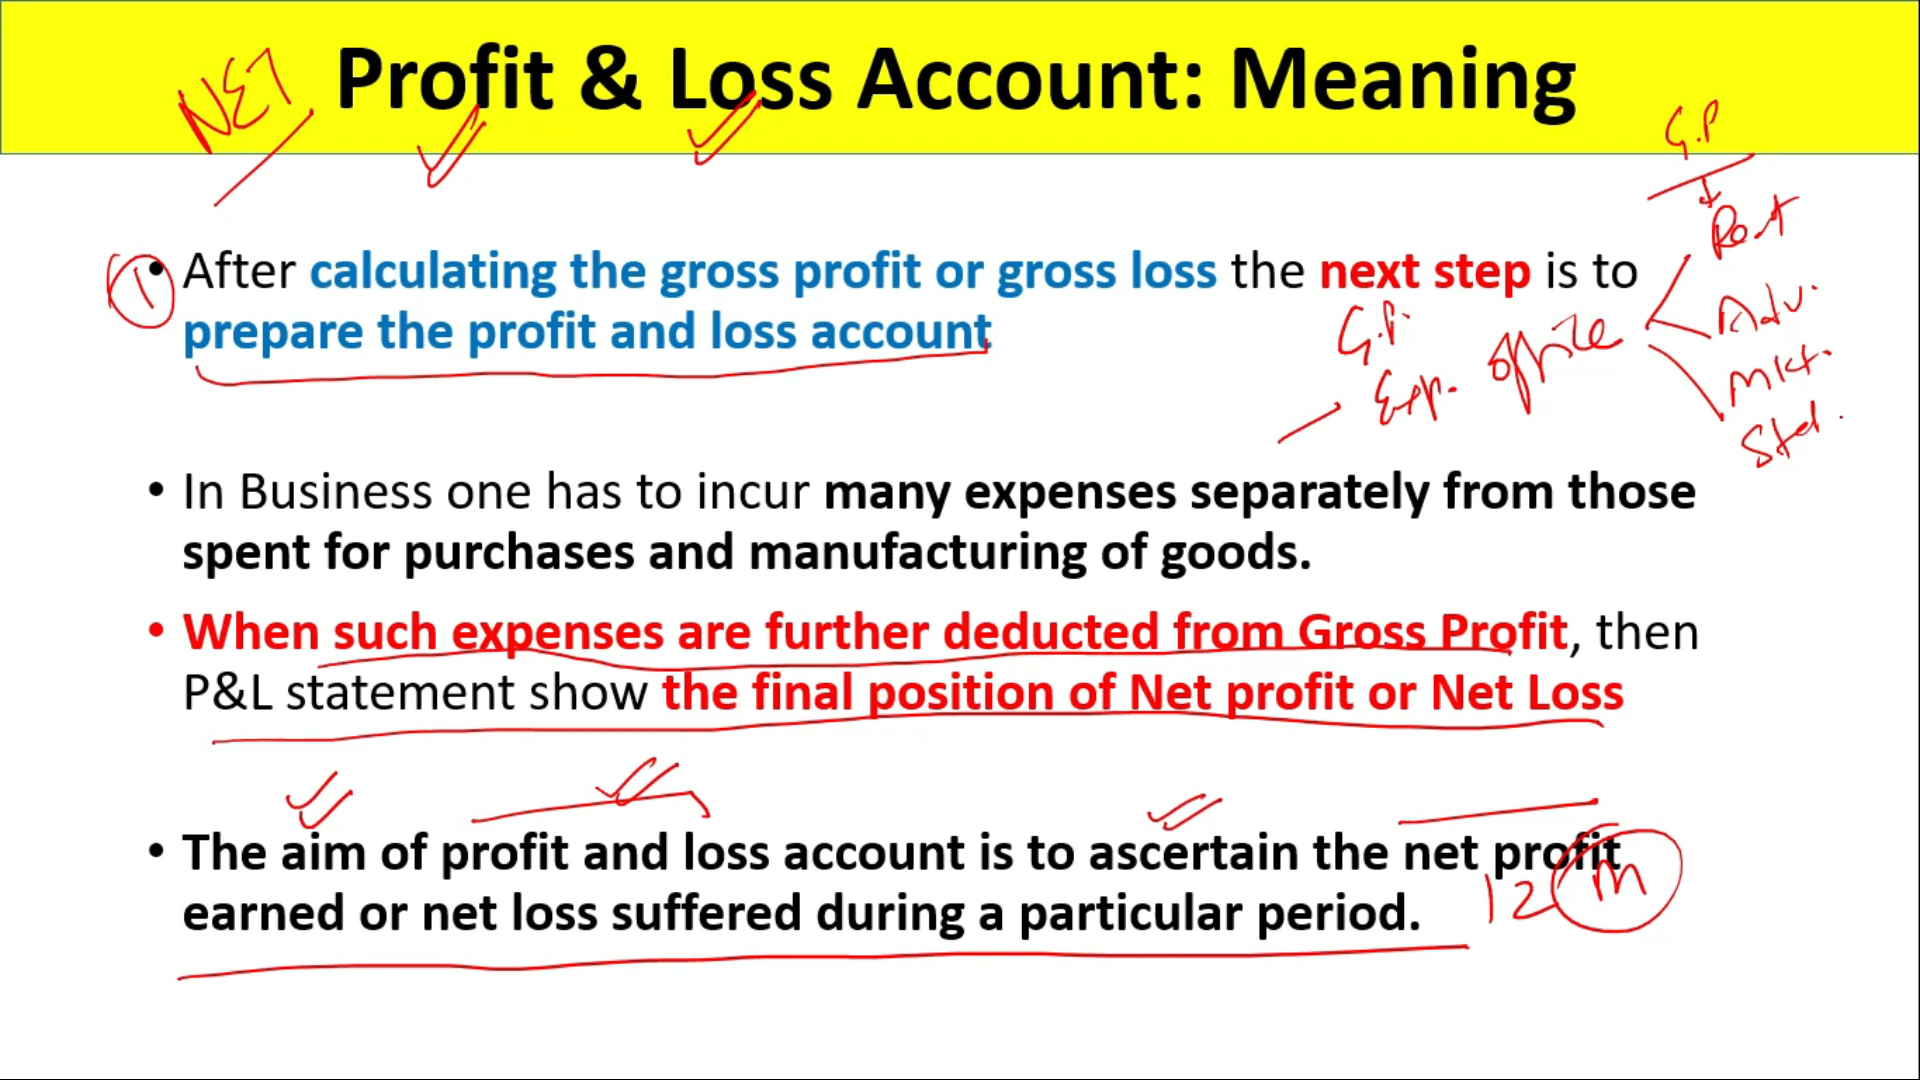 Profit & Loss Account: Meaning
NET
G.P
Rent
• After calculating the gross profit or gross loss the next step is to
prepare the profit and loss account
1
G.P.
Exp. office
Adv.
Mkt.
• In Business one has to incur many expenses separately from those
spent for purchases and manufacturing of goods.
• When such expenses are further deducted from Gross Profit, then
P&L statement show the final position of Net profit or Net Loss
• The aim of profit and loss account is to ascertain the net profit
earned or net loss suffered during a particular period.
12 m